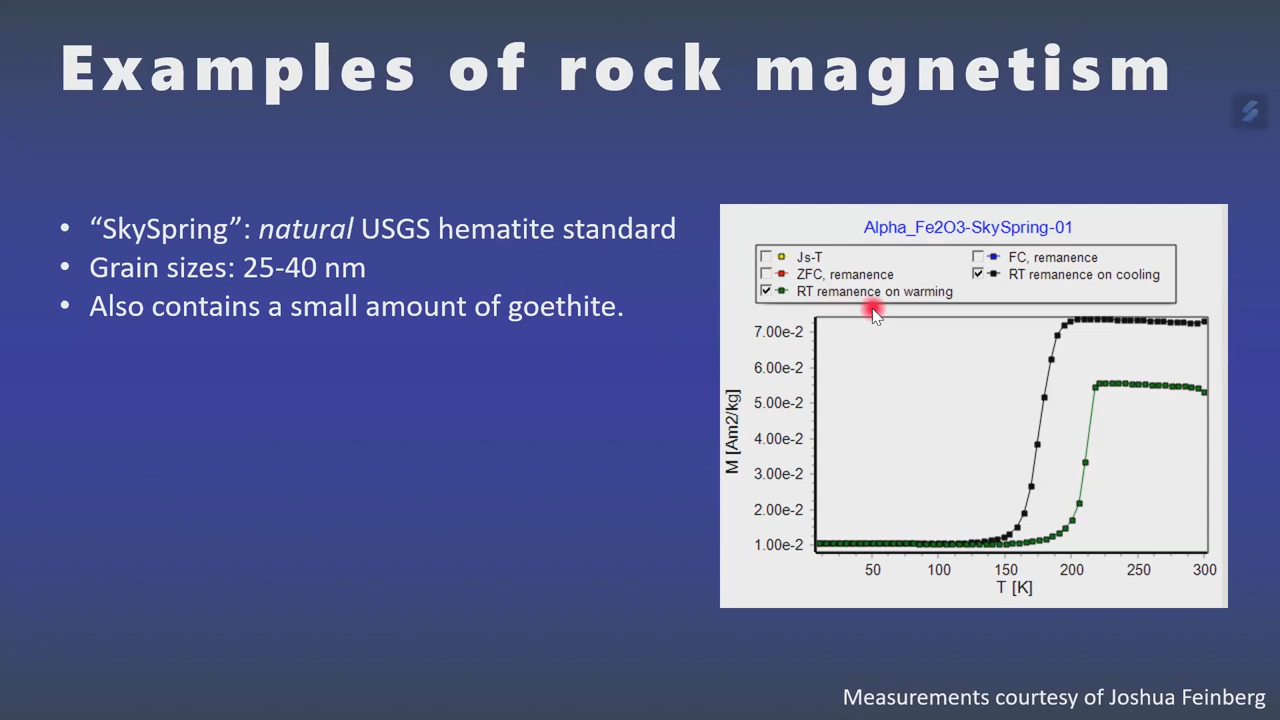 Examples of rock magnetism
• “SkySpring”: natural USGS hematite standard
• Grain sizes: 25-40 nm
• Also contains a small amount of goethite.
Alpha_Fe2O3-SkySpring-01
Js-T
FC, remanence
ZFC, remanence
RT remanence on cooling
RT remanence on warming
7.00e-2
6.00e-2
5.00e-2
4.00e-2
3.00e-2
2.00e-2
1.00e-2
M [Am2/kg]
50 100 150 200 250 300
T [K]
Measurements courtesy of Joshua Feinberg